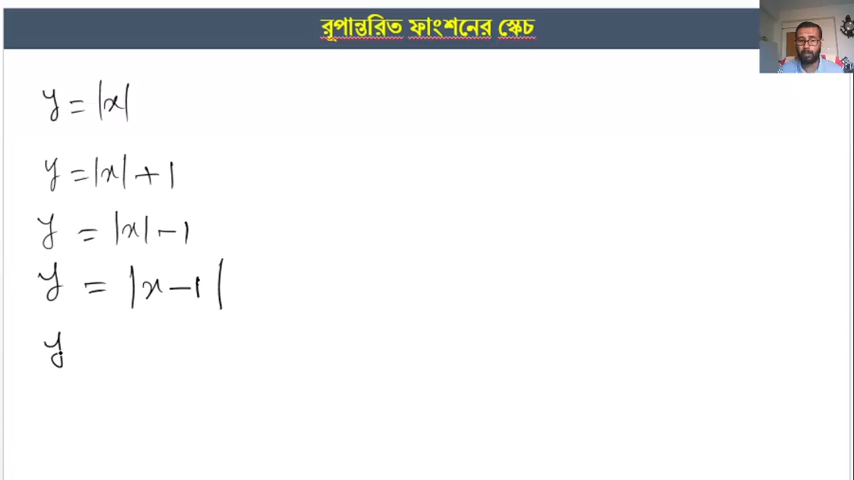 রূপান্তরিত ফাংশনের স্কেচ
y = |x|
y = |x| + 1
y = |x| - 1
y = |x - 1|
y